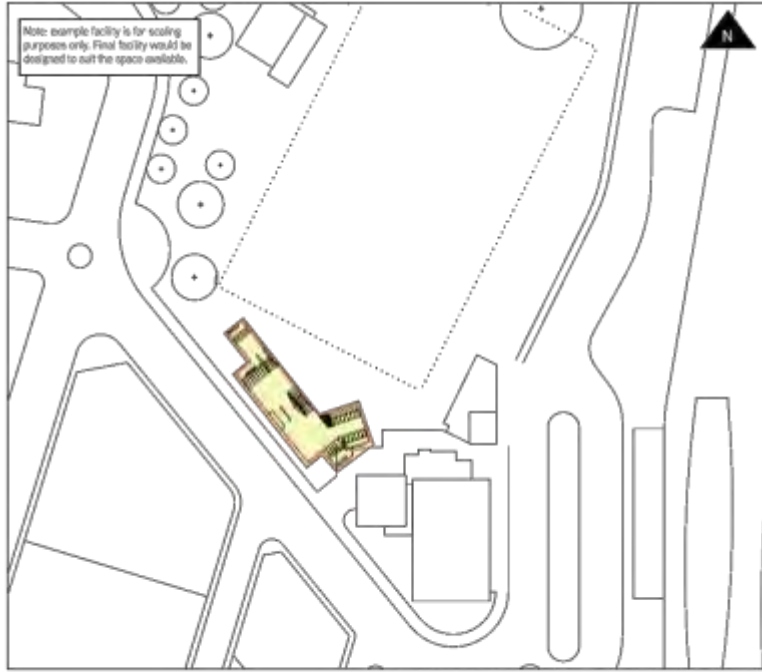 Note: example facility is for scaling
purposes only. Final facility would be
designed to suit the space available.
N